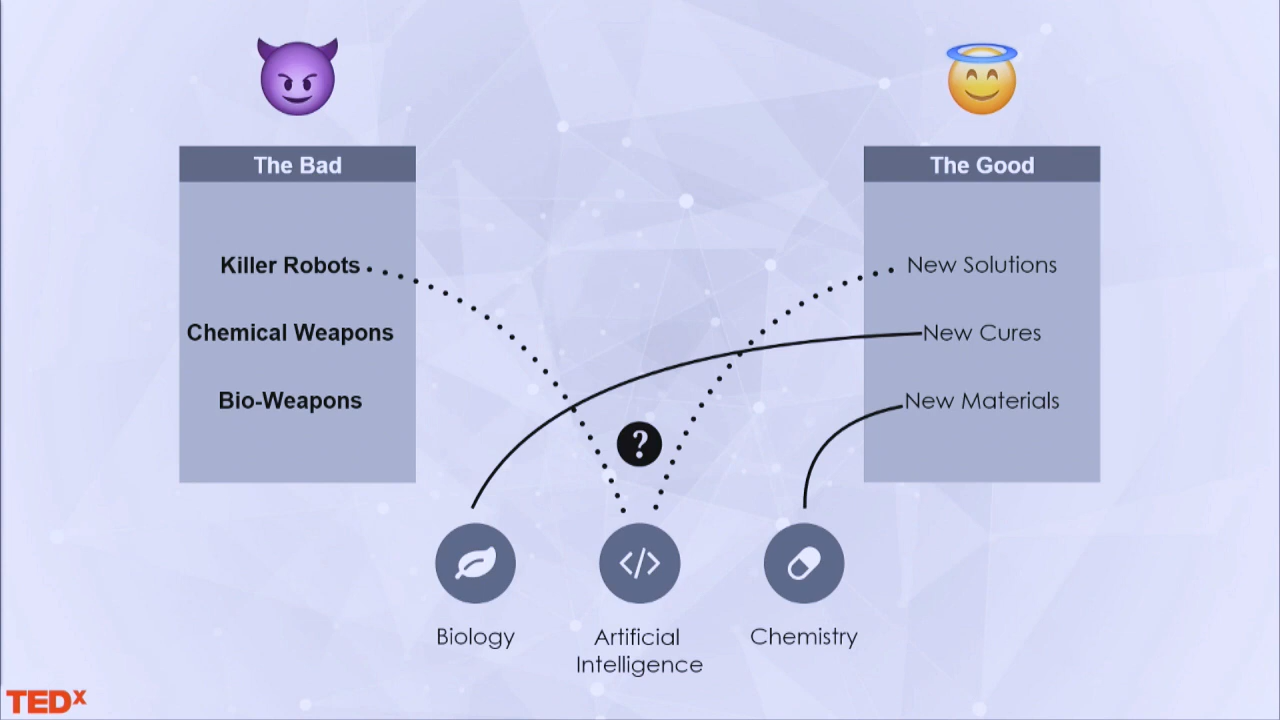 The Bad
Killer Robots
Chemical Weapons
Bio-Weapons
The Good
New Solutions
New Cures
New Materials
?
</>
Biology
Artificial
Intelligence
Chemistry
TEDx